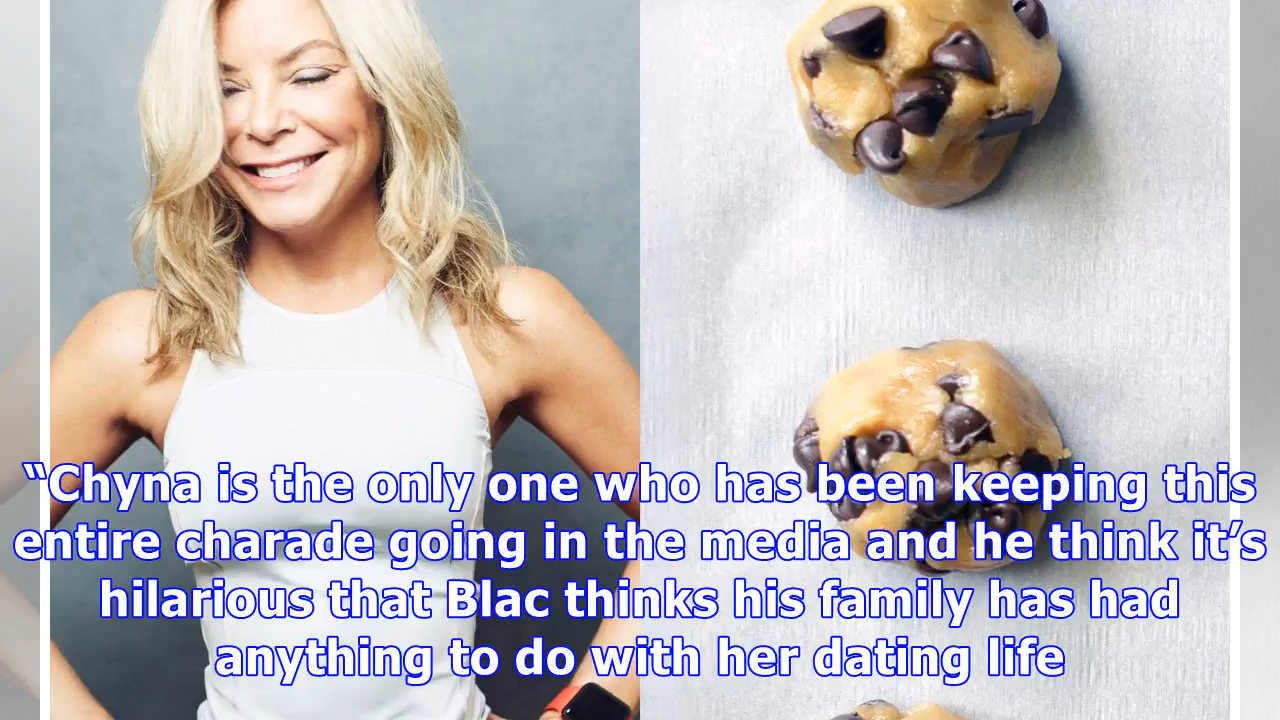 “Chyna is the only one who has been keeping this
entire charade going in the media and he think it’s
hilarious that Blac thinks his family has had
anything to do with her dating life